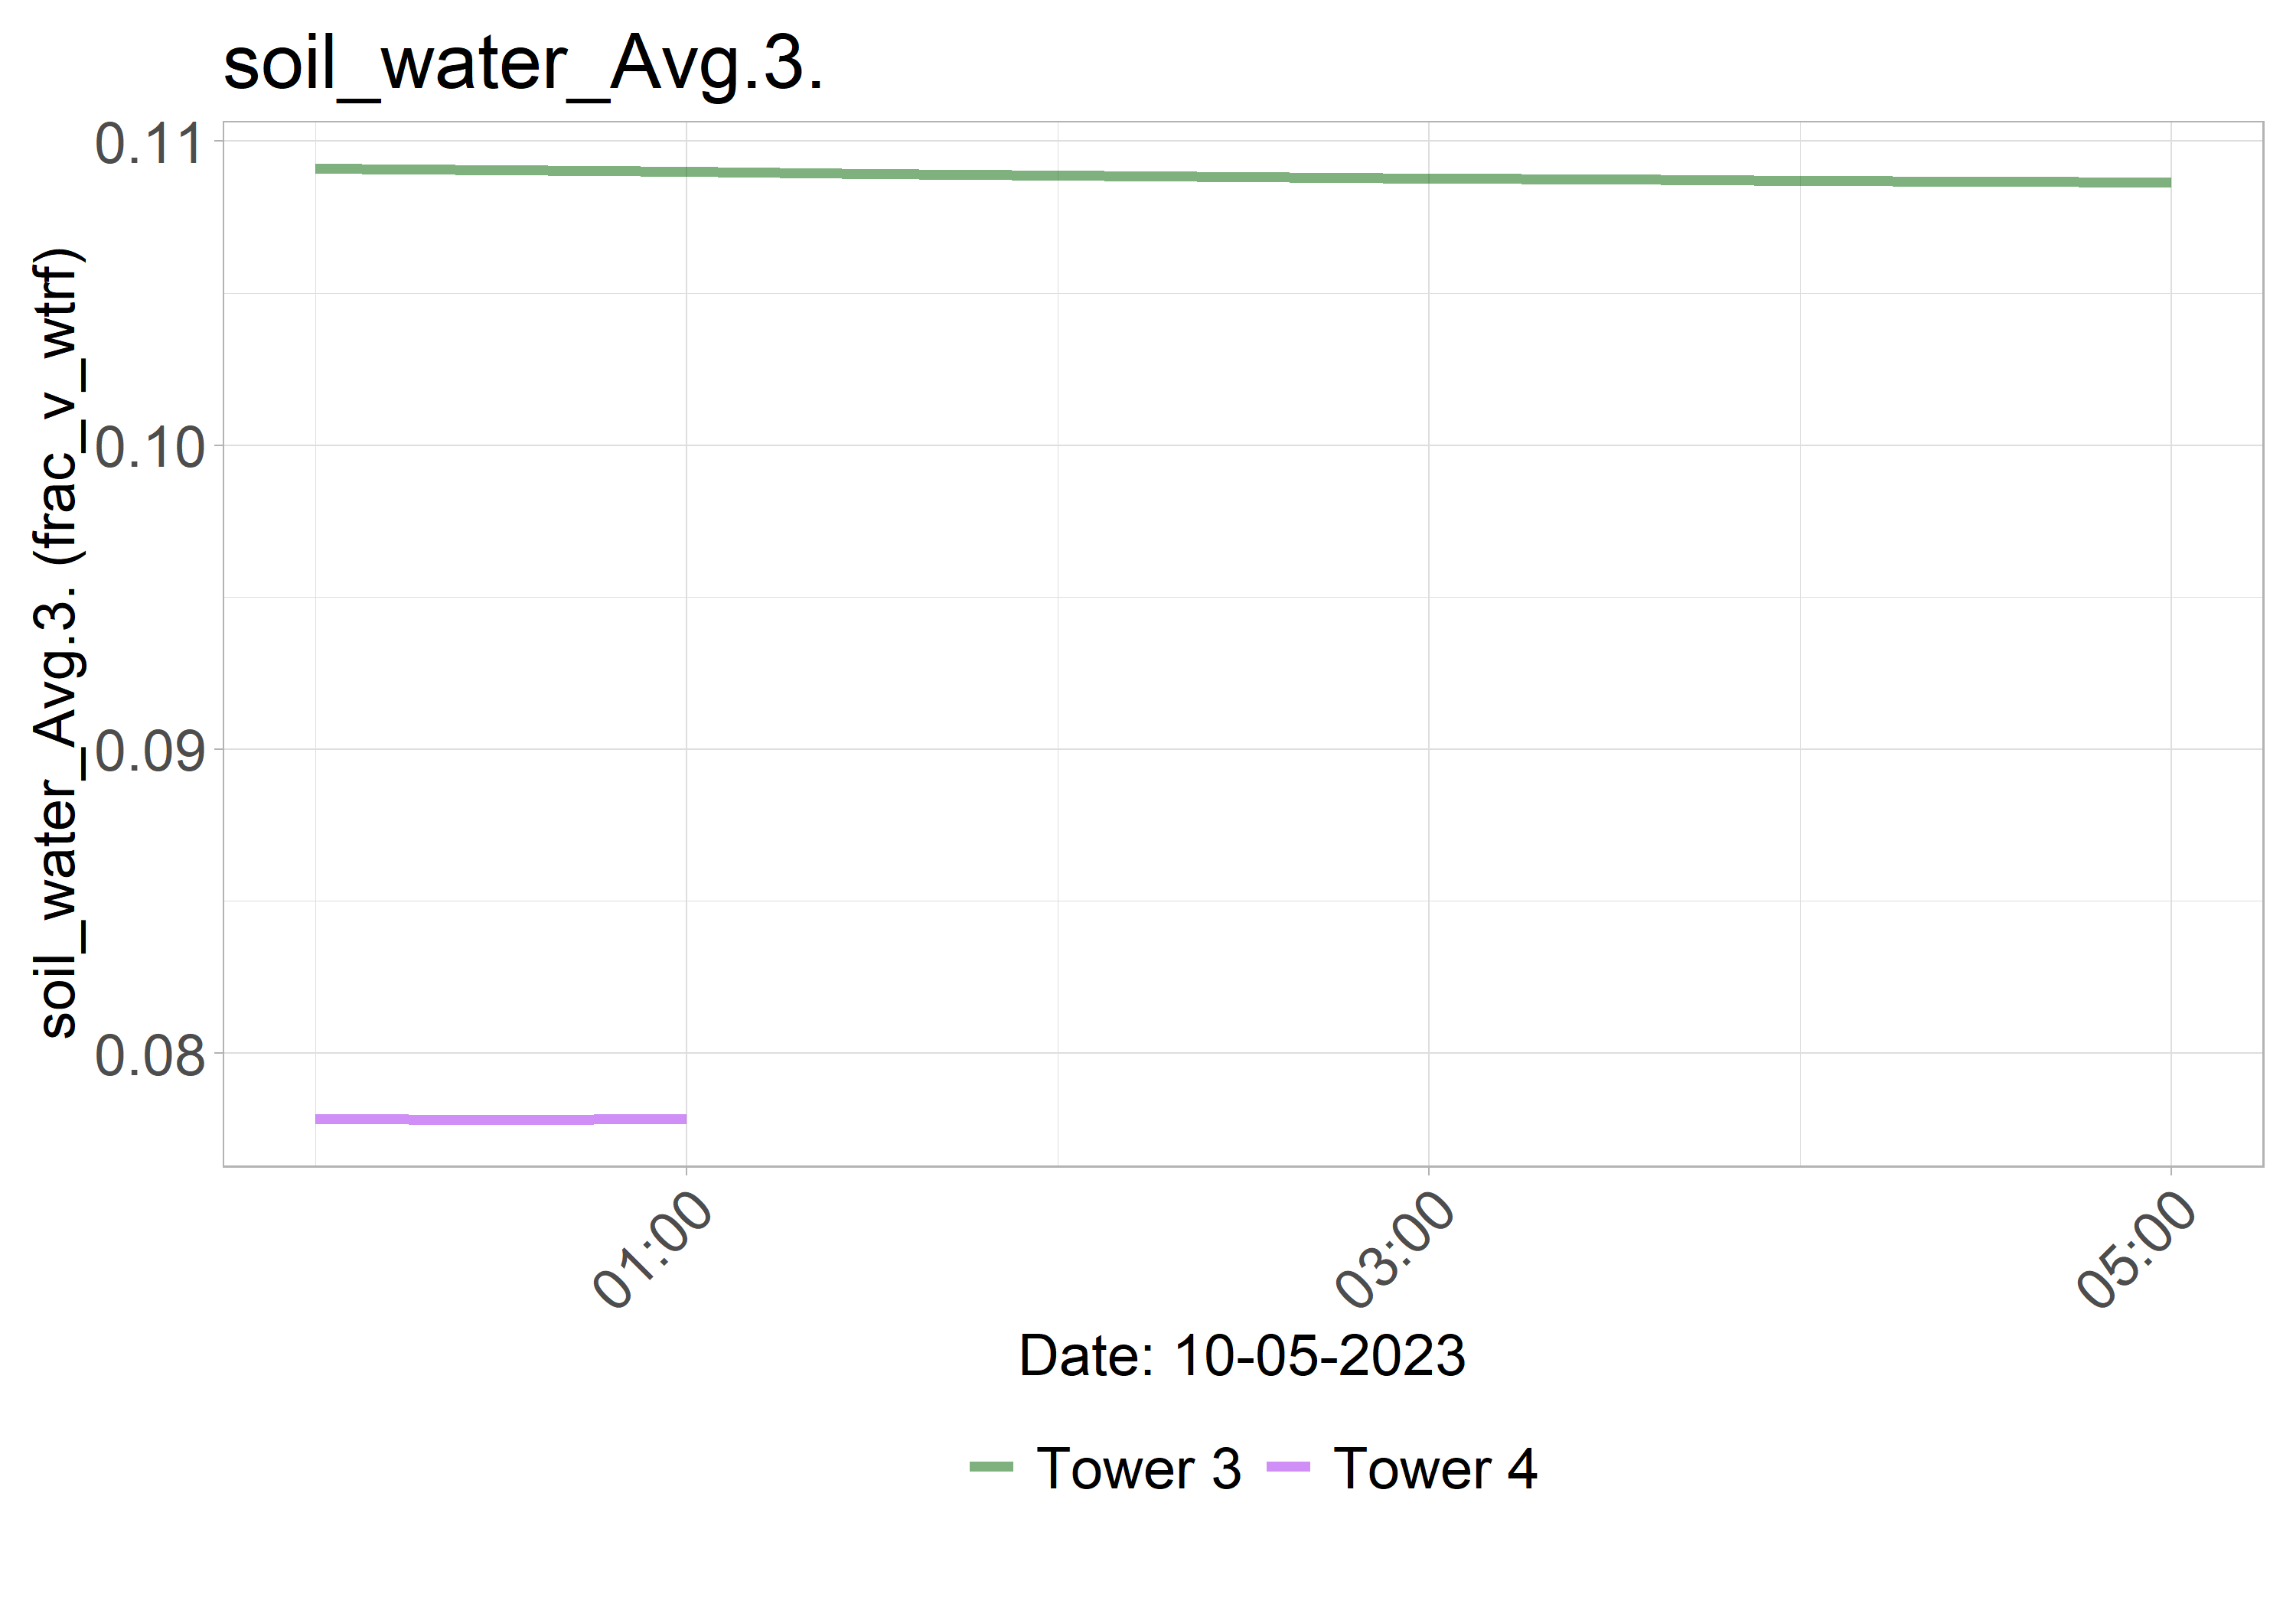 soil_water_Avg.3.
soil_water_Avg.3. (frac_v_wtrf)
0.11
0.10
0.09
0.08
01:00
03:00
05:00
Date: 10-05-2023
Tower 3
Tower 4